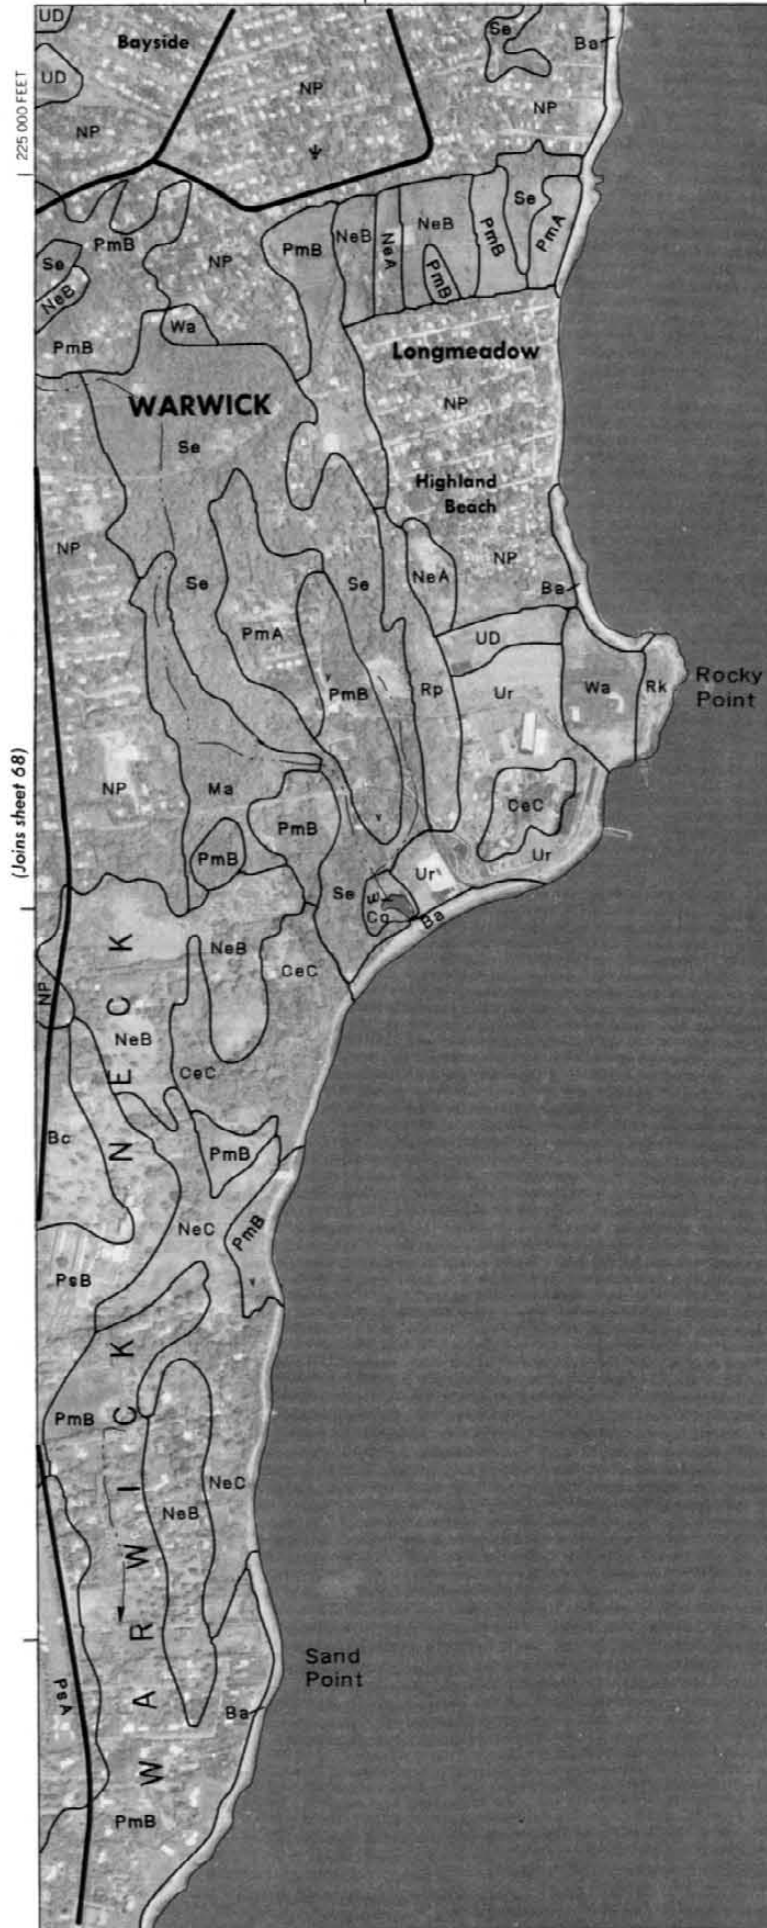 UD
Bayside
Se
Ba
UD
NP
NP
NP
225 000 FEET
PmB
Se
NeB
PmB
NP
PmB
NeB
NeA
NeB
PmB
PmB
Se
PmA
Wa
Longmeadow
WARWICK
NP
Se
Highland
Beach
NP
NP
Se
Se
NeA
Ba
PmA
UD
PmB
Rp
Ur
Wa
Rk
Rocky
Point
(Joins sheet 68)
NP
Ma
CeC
PmB
PmB
Ur
Ur
Se
W
Co
Ba
NeB
CeC
NP
NeB
CeC
Bc
PmB
NeC
PmB
PsB
PmB
NeC
NeB
WARWICK NECK
Sand
Point
PsA
Ba
PmB